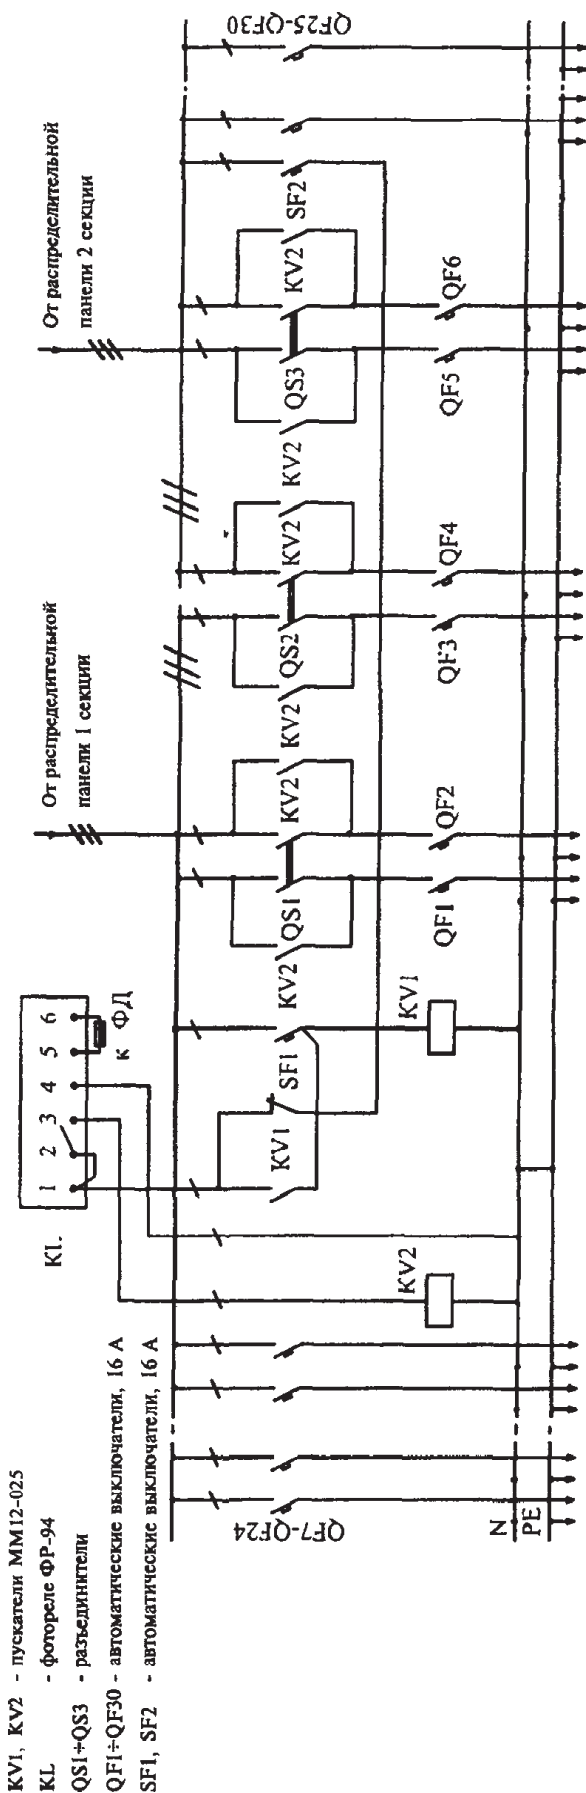 KV1, KV2 - пускатели ММ12-025
KL - фотореле ФР-94
QS1÷QS3 - разъединители
QF1÷QF30 - автоматические выключатели, 16 А
SF1, SF2 - автоматические выключатели, 16 А
KL
1 2 3 4 5 6
к ФД
От распределительной
панели 1 секции
От распределительной
панели 2 секции
QF7-QF24
KV2
KV1
SF1
KV1
KV2
QS1
KV2
QF1
QF2
KV2
QS2
KV2
QF3
QF4
KV2
QS3
KV2
QF5
QF6
SF2
QF25-QF30
N
PE